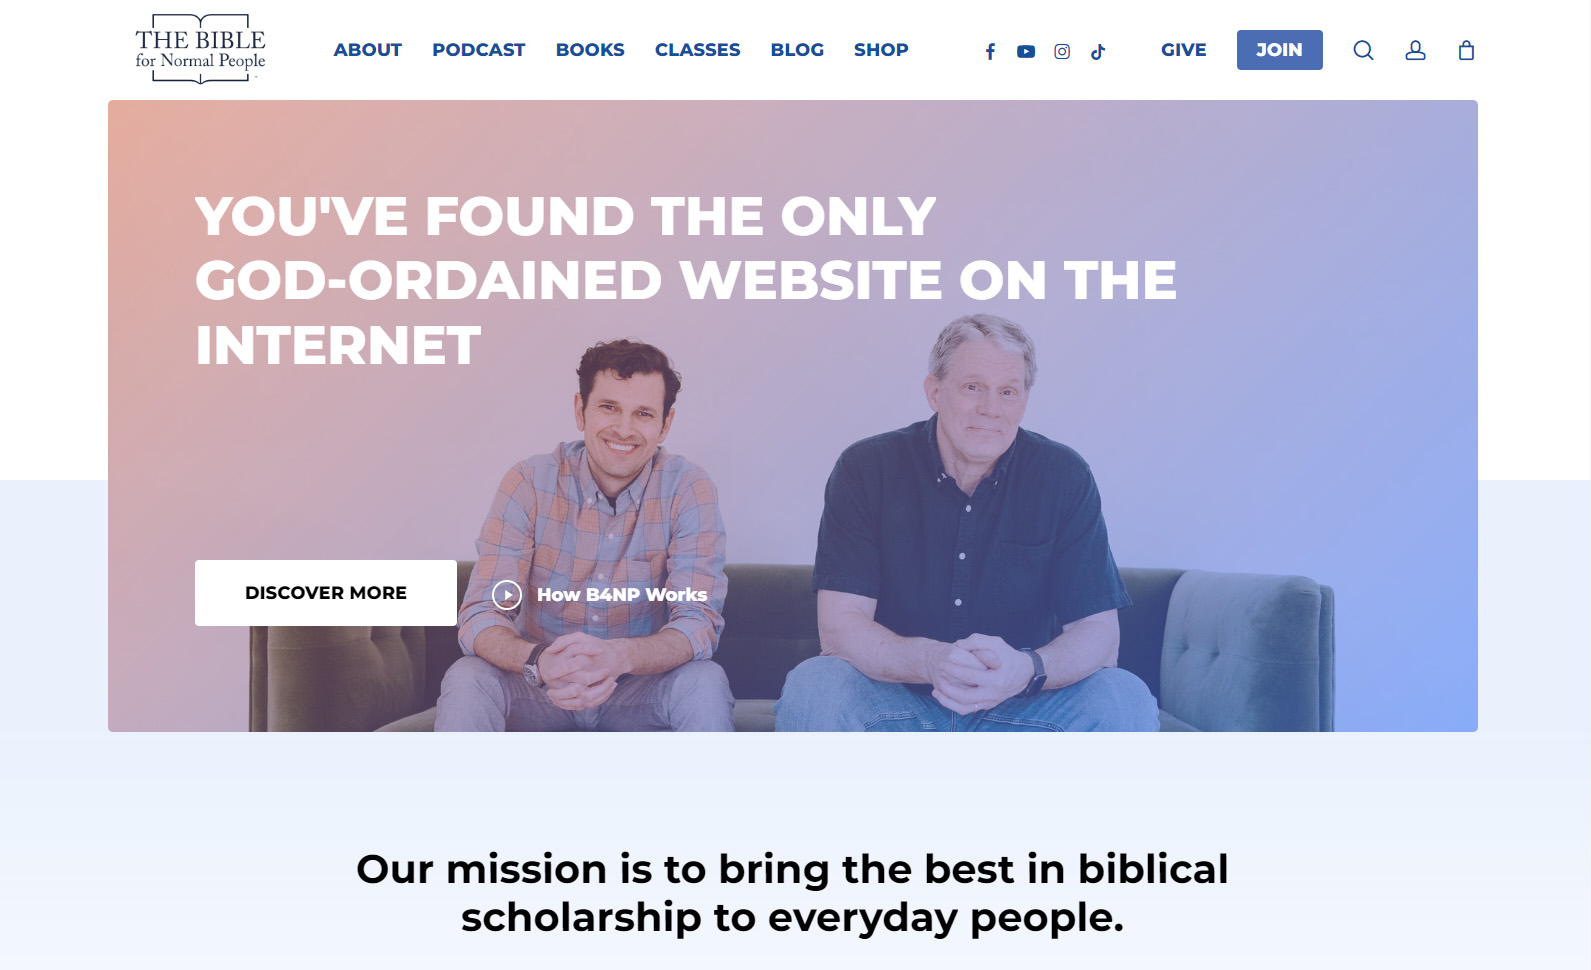 THE BIBLE
for Normal People
ABOUT PODCAST BOOKS CLASSES BLOG SHOP GIVE JOIN
YOU'VE FOUND THE ONLY
GOD-ORDAINED WEBSITE ON THE
INTERNET
DISCOVER MORE
How B4NP Works
Our mission is to bring the best in biblical
scholarship to everyday people.